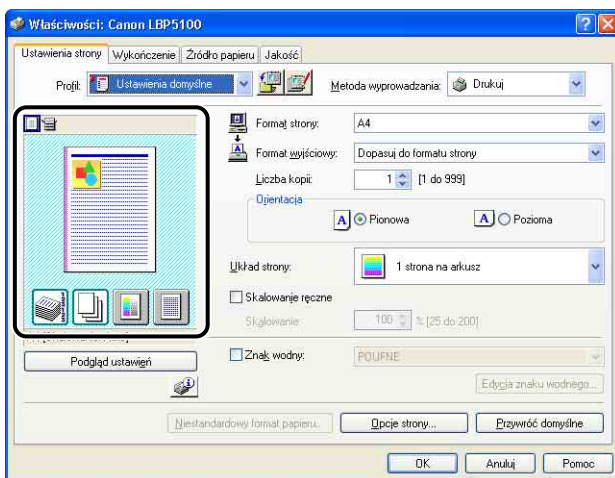 Właściwości: Canon LBP5100
Ustawienia strony Wykończenie Źródło papieru Jakość
Profil: Ustawienia domyślne Metoda wyprowadzania: Drukuj
Format strony: A4
Format wyjściowy: Dopasuj do formatu strony
Liczba kopii: 1 [1 do 999]
Orientacja
A Pionowa A Pozioma
Układ strony: 1 strona na arkusz
Skalowanie ręczne
Skalowanie 100 % [25 do 200]
Podgląd ustawień
Znak wodny: POUFNE
Edycja znaku wodnego...
Niestandardowy format papieru.. Opcje strony... Przywróć domyślne
OK Anuluj Pomoc